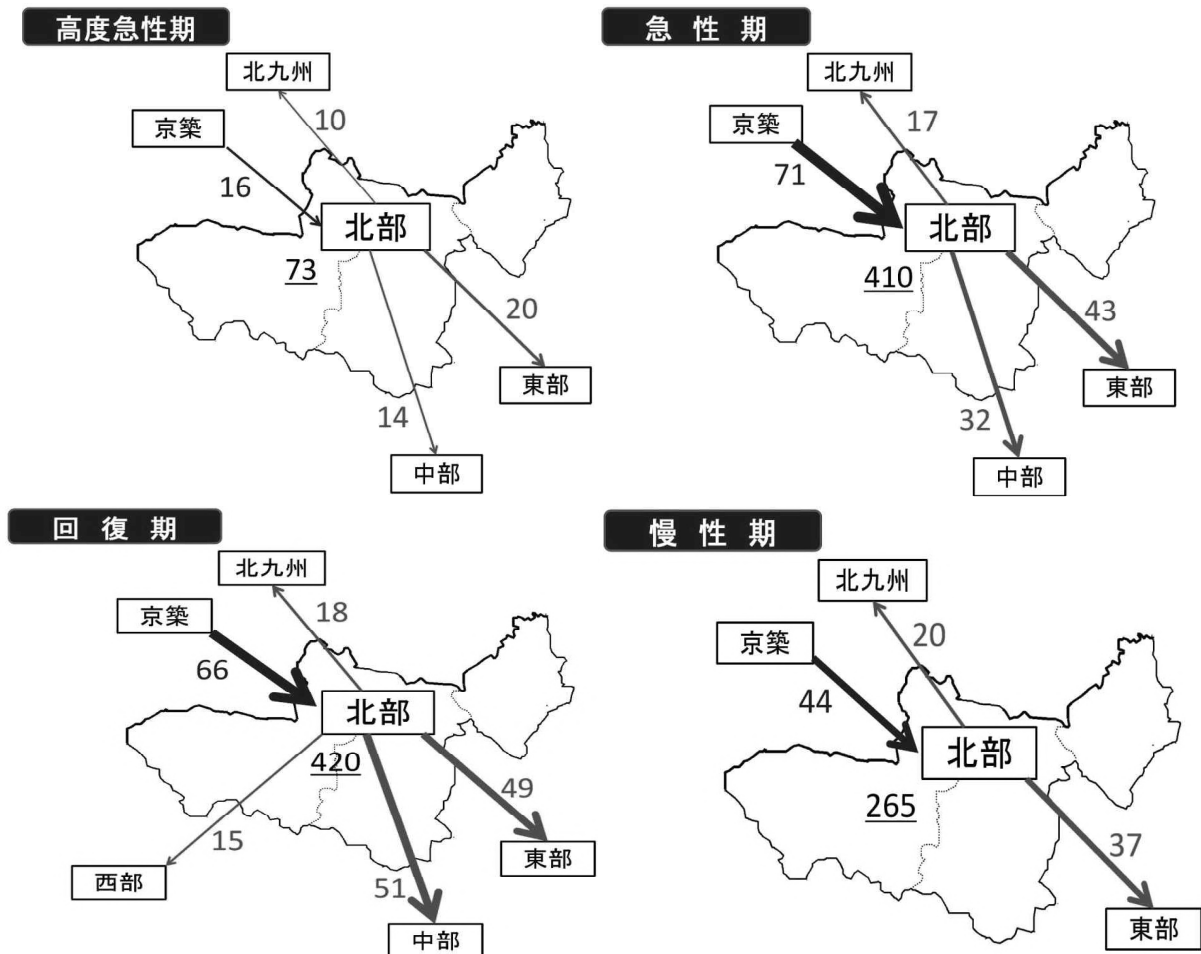 高度急性期
北九州
10
京築
16
北部
73
20
東部
14
中部
急性期
北九州
17
京築
71
北部
410
43
東部
32
中部
回復期
北九州
18
京築
66
北部
420
49
東部
15
西部
51
中部
慢性期
北九州
20
京築
44
北部
265
37
東部